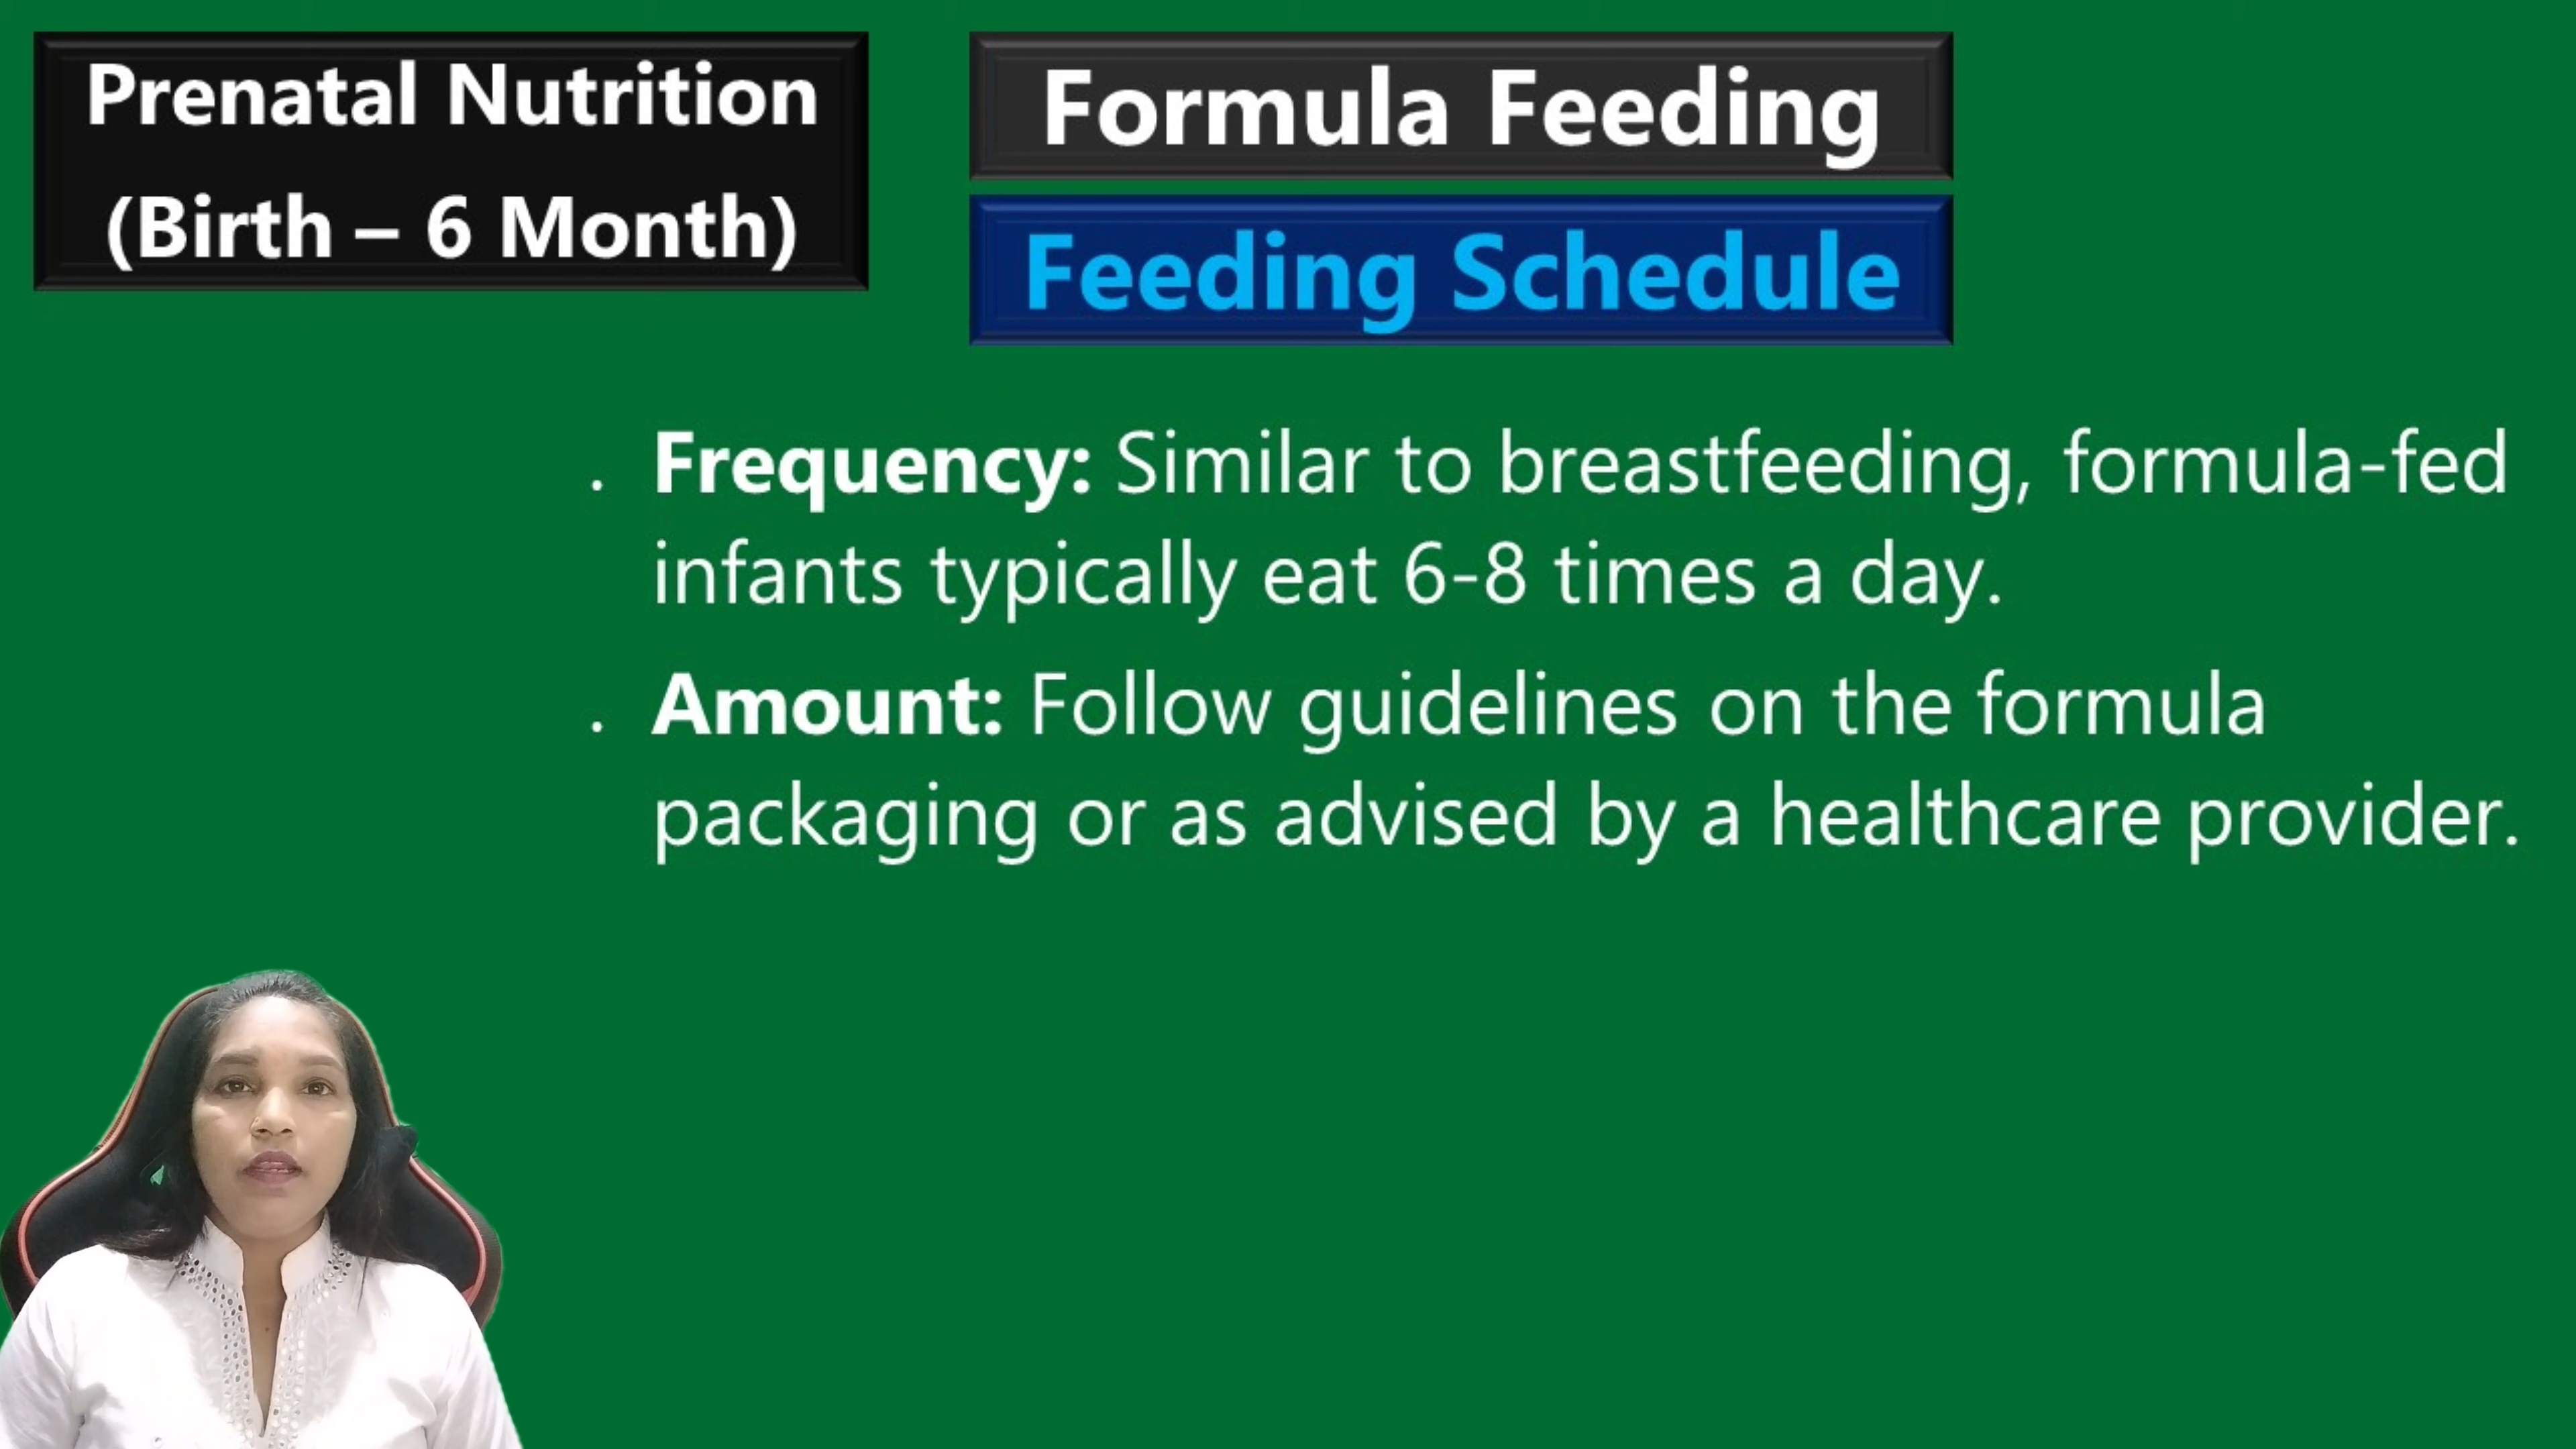 Prenatal Nutrition
(Birth – 6 Month)
Formula Feeding
Feeding Schedule
. Frequency: Similar to breastfeeding, formula-fed
infants typically eat 6-8 times a day.
. Amount: Follow guidelines on the formula
packaging or as advised by a healthcare provider.